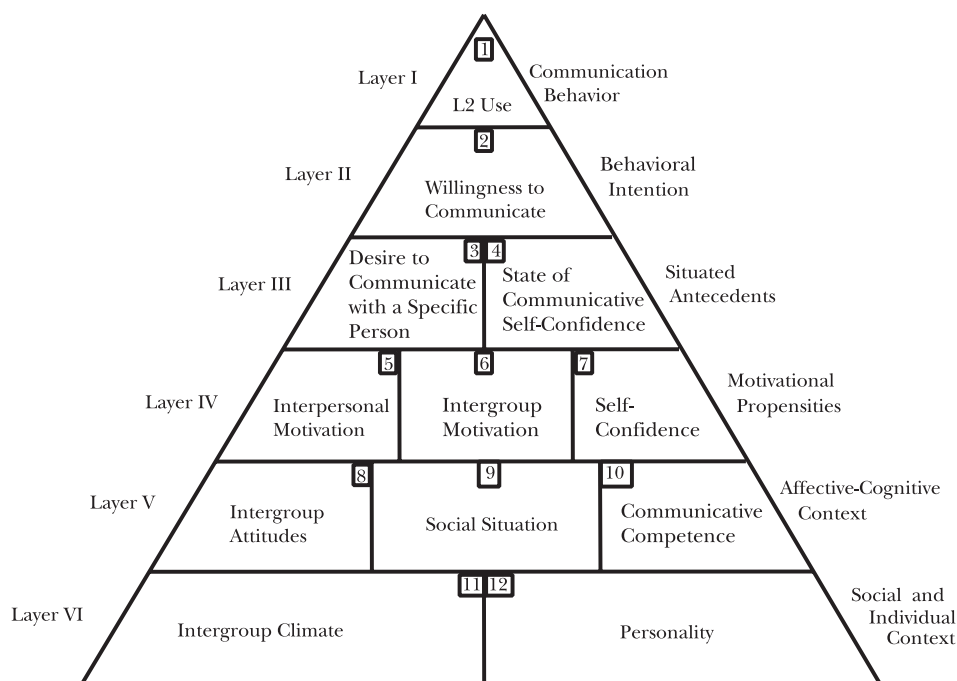 1
Layer I
Communication
Behavior
L2 Use
2
Layer II
Behavioral
Intention
Willingness to
Communicate
3 4
Layer III
Desire to
Communicate
with a Specific
Person
State of
Communicative
Self-Confidence
Situated
Antecedents
5 6 7
Layer IV
Interpersonal
Motivation
Intergroup
Motivation
Self-
Confidence
Motivational
Propensities
8 9 10
Layer V
Intergroup
Attitudes
Social Situation
Communicative
Competence
Affective-Cognitive
Context
11 12
Layer VI
Intergroup Climate
Personality
Social and
Individual
Context